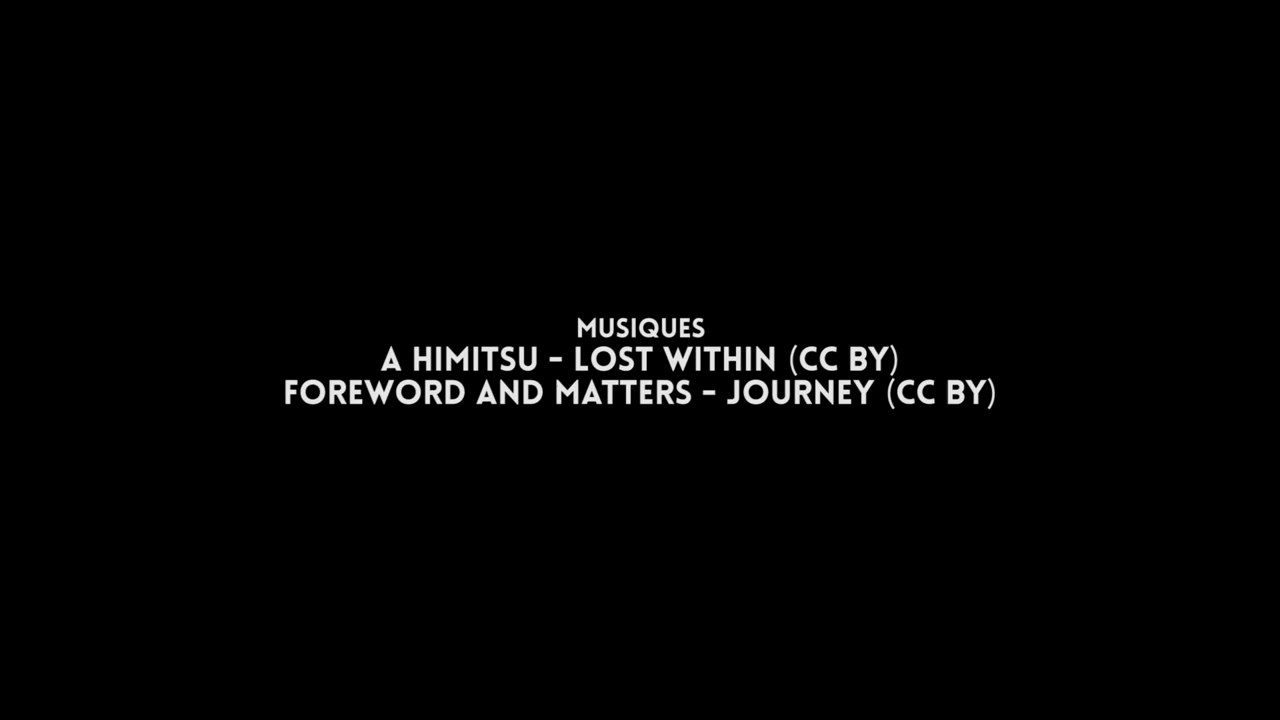 MUSIQUES
A HIMITSU - LOST WITHIN (CC BY)
FOREWORD AND MATTERS - JOURNEY (CC BY)